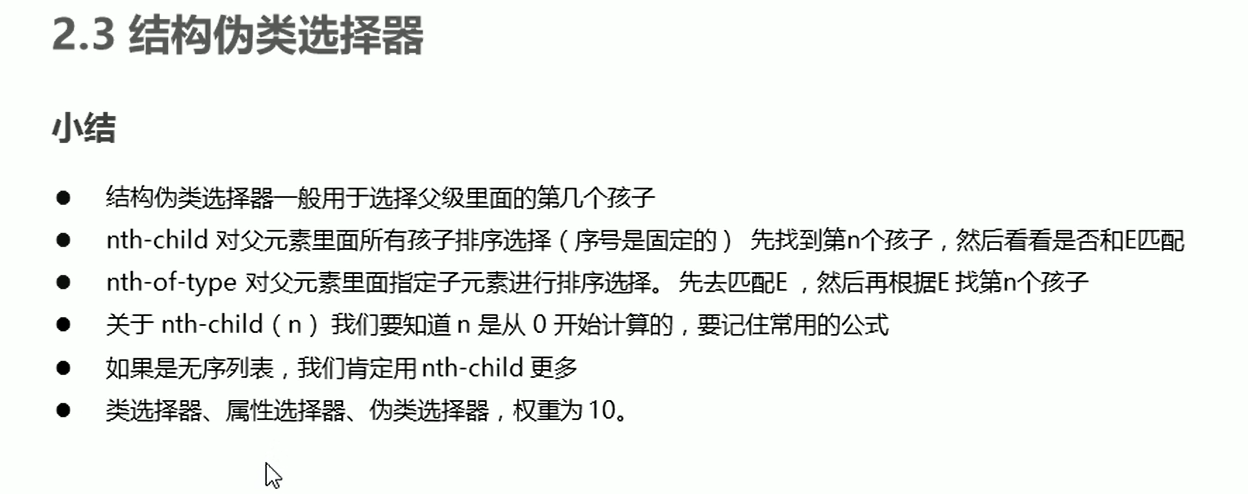 2.3 结构伪类选择器
小结
● 结构伪类选择器一般用于选择父级里面的第几个孩子
● nth-child 对父元素里面所有孩子排序选择（序号是固定的） 先找到第n个孩子，然后看看是否和E匹配
● nth-of-type 对父元素里面指定子元素进行排序选择。 先去匹配E ，然后再根据E 找第n个孩子
● 关于 nth-child（n） 我们要知道 n 是从 0 开始计算的，要记住常用的公式
● 如果是无序列表，我们肯定用 nth-child 更多
● 类选择器、属性选择器、伪类选择器，权重为 10。